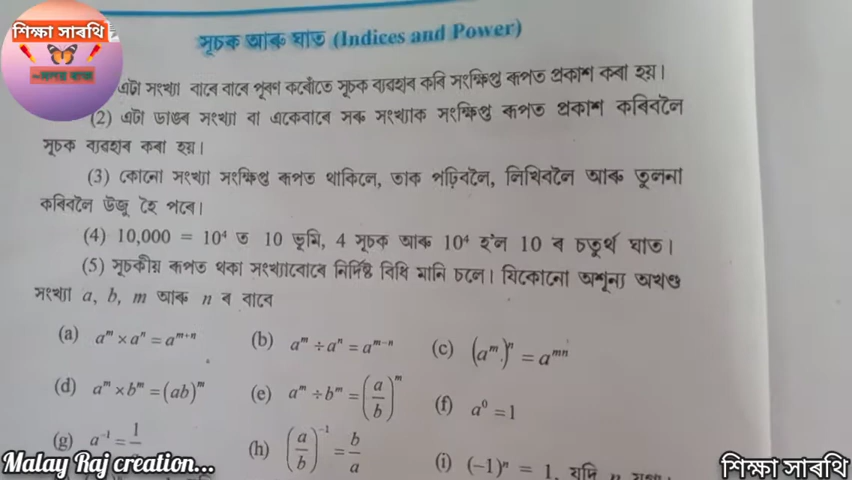 শিক্ষা সাৰথি
সূচক আৰু ঘাত (Indices and Power)
এটা সংখ্যা বাৰে বাৰে পূৰণ কৰোঁতে সূচক ব্যৱহাৰ কৰি সংক্ষিপ্ত ৰূপত প্ৰকাশ কৰা হয়।
(2) এটা ডাঙৰ সংখ্যা বা একেবাৰে সৰু সংখ্যাক সংক্ষিপ্ত ৰূপত প্ৰকাশ কৰিবলৈ
সূচক ব্যৱহাৰ কৰা হয়।
(3) কোনো সংখ্যা সংক্ষিপ্ত ৰূপত থাকিলে, তাক পঢ়িবলৈ, লিখিবলৈ আৰু তুলনা
কৰিবলৈ উজু হৈ পৰে।
(4) 10,000 = 10⁴ ত 10 ভূমি, 4 সূচক আৰু 10⁴ হ'ল 10 ৰ চতুৰ্থ ঘাত।
(5) সূচকীয় ৰূপত থকা সংখ্যাবোৰে নিৰ্দিষ্ট বিধি মানি চলে। যিকোনো অশূন্য অখণ্ড
সংখ্যা a, b, m আৰু n ৰ বাবে
(a) aᵐ × aⁿ = aᵐ⁺ⁿ (b) aᵐ ÷ aⁿ = aᵐ⁻ⁿ (c) (aᵐ)ⁿ = aᵐⁿ
(d) aᵐ × bᵐ = (ab)ᵐ (e) aᵐ ÷ bᵐ = (a/b)ᵐ (f) a⁰ = 1
(g) a⁻¹ = 1 (h) (a/b)⁻¹ = b/a (i) (−1)ⁿ = 1, যদি n
Malay Raj creation...
শিক্ষা সাৰথি